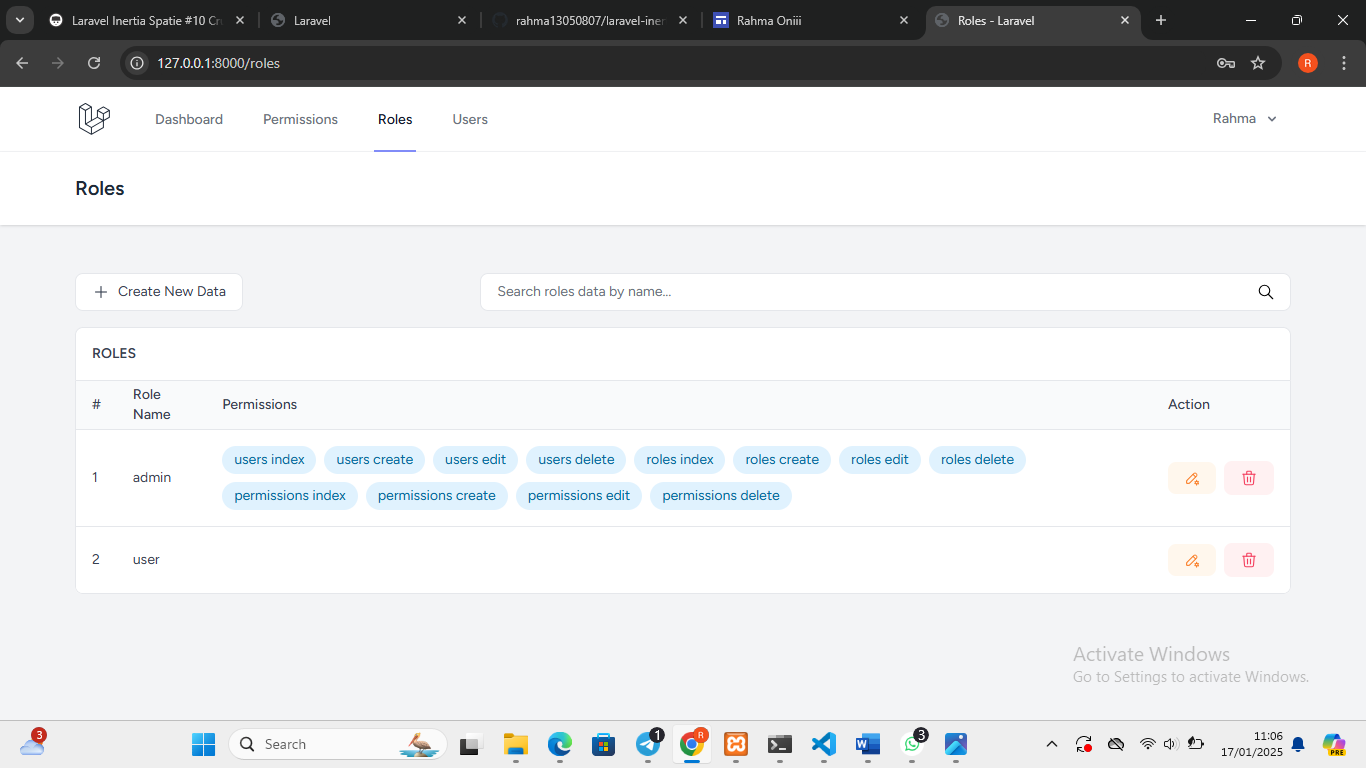 Laravel Inertia Spatie #10 Cru
Laravel
rahma13050807/laravel-iner
Rahma Oniii
Roles - Laravel
127.0.0.1:8000/roles
R
Dashboard
Permissions
Roles
Users
Rahma
Roles
Create New Data
Search roles data by name...
ROLES
# Role Name Permissions Action
1 admin users index users create users edit users delete roles index roles create roles edit roles delete
permissions index permissions create permissions edit permissions delete
2 user
Activate Windows
Go to Settings to activate Windows.
3
Search
1
R
3
11:06
17/01/2025
PRE